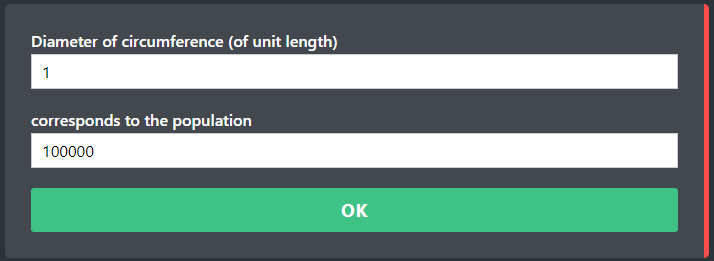 Diameter of circumference (of unit length)
1
corresponds to the population
100000
OK